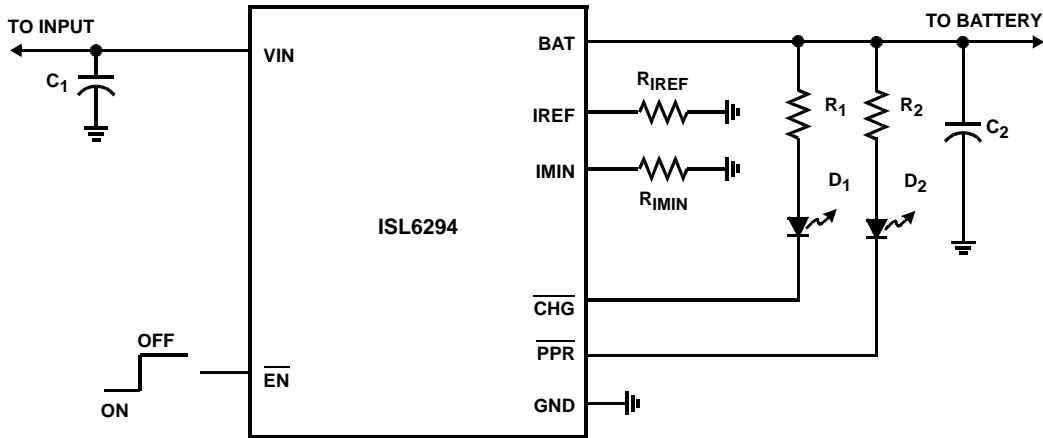 TO INPUT
C1
VIN
BAT
TO BATTERY
RIREF
IREF
R1
R2
C2
IMIN
RIMIN
D1
D2
ISL6294
CHG
OFF
PPR
EN
ON
GND